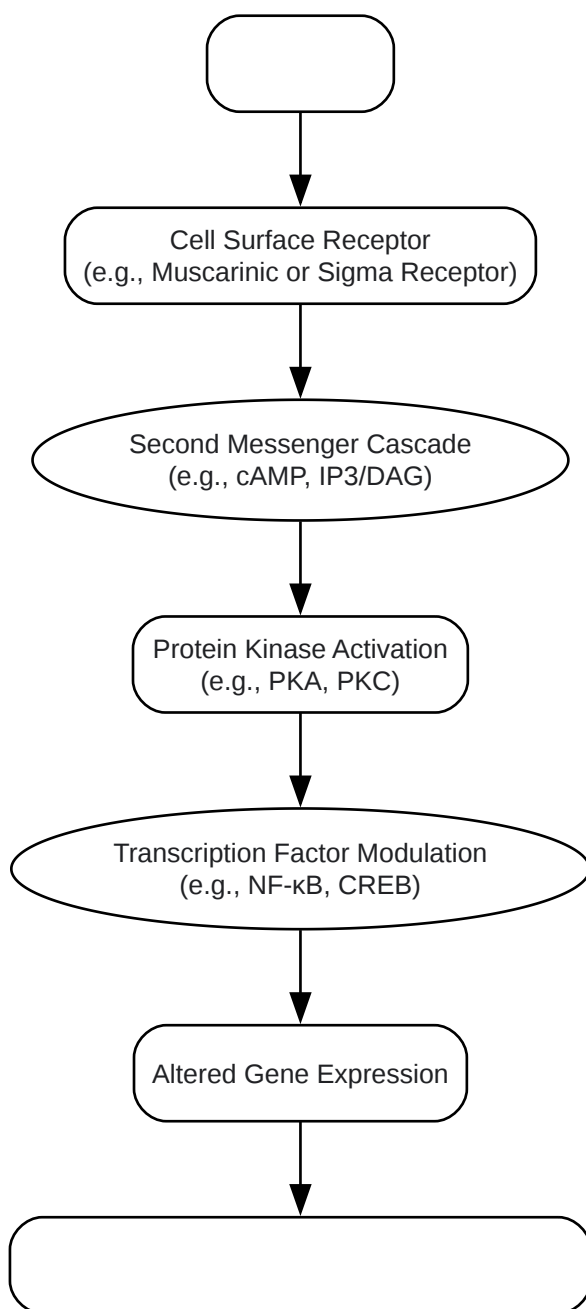 Cell Surface Receptor
(e.g., Muscarinic or Sigma Receptor)
Second Messenger Cascade
(e.g., cAMP, IP3/DAG)
Protein Kinase Activation
(e.g., PKA, PKC)
Transcription Factor Modulation
(e.g., NF-κB, CREB)
Altered Gene Expression